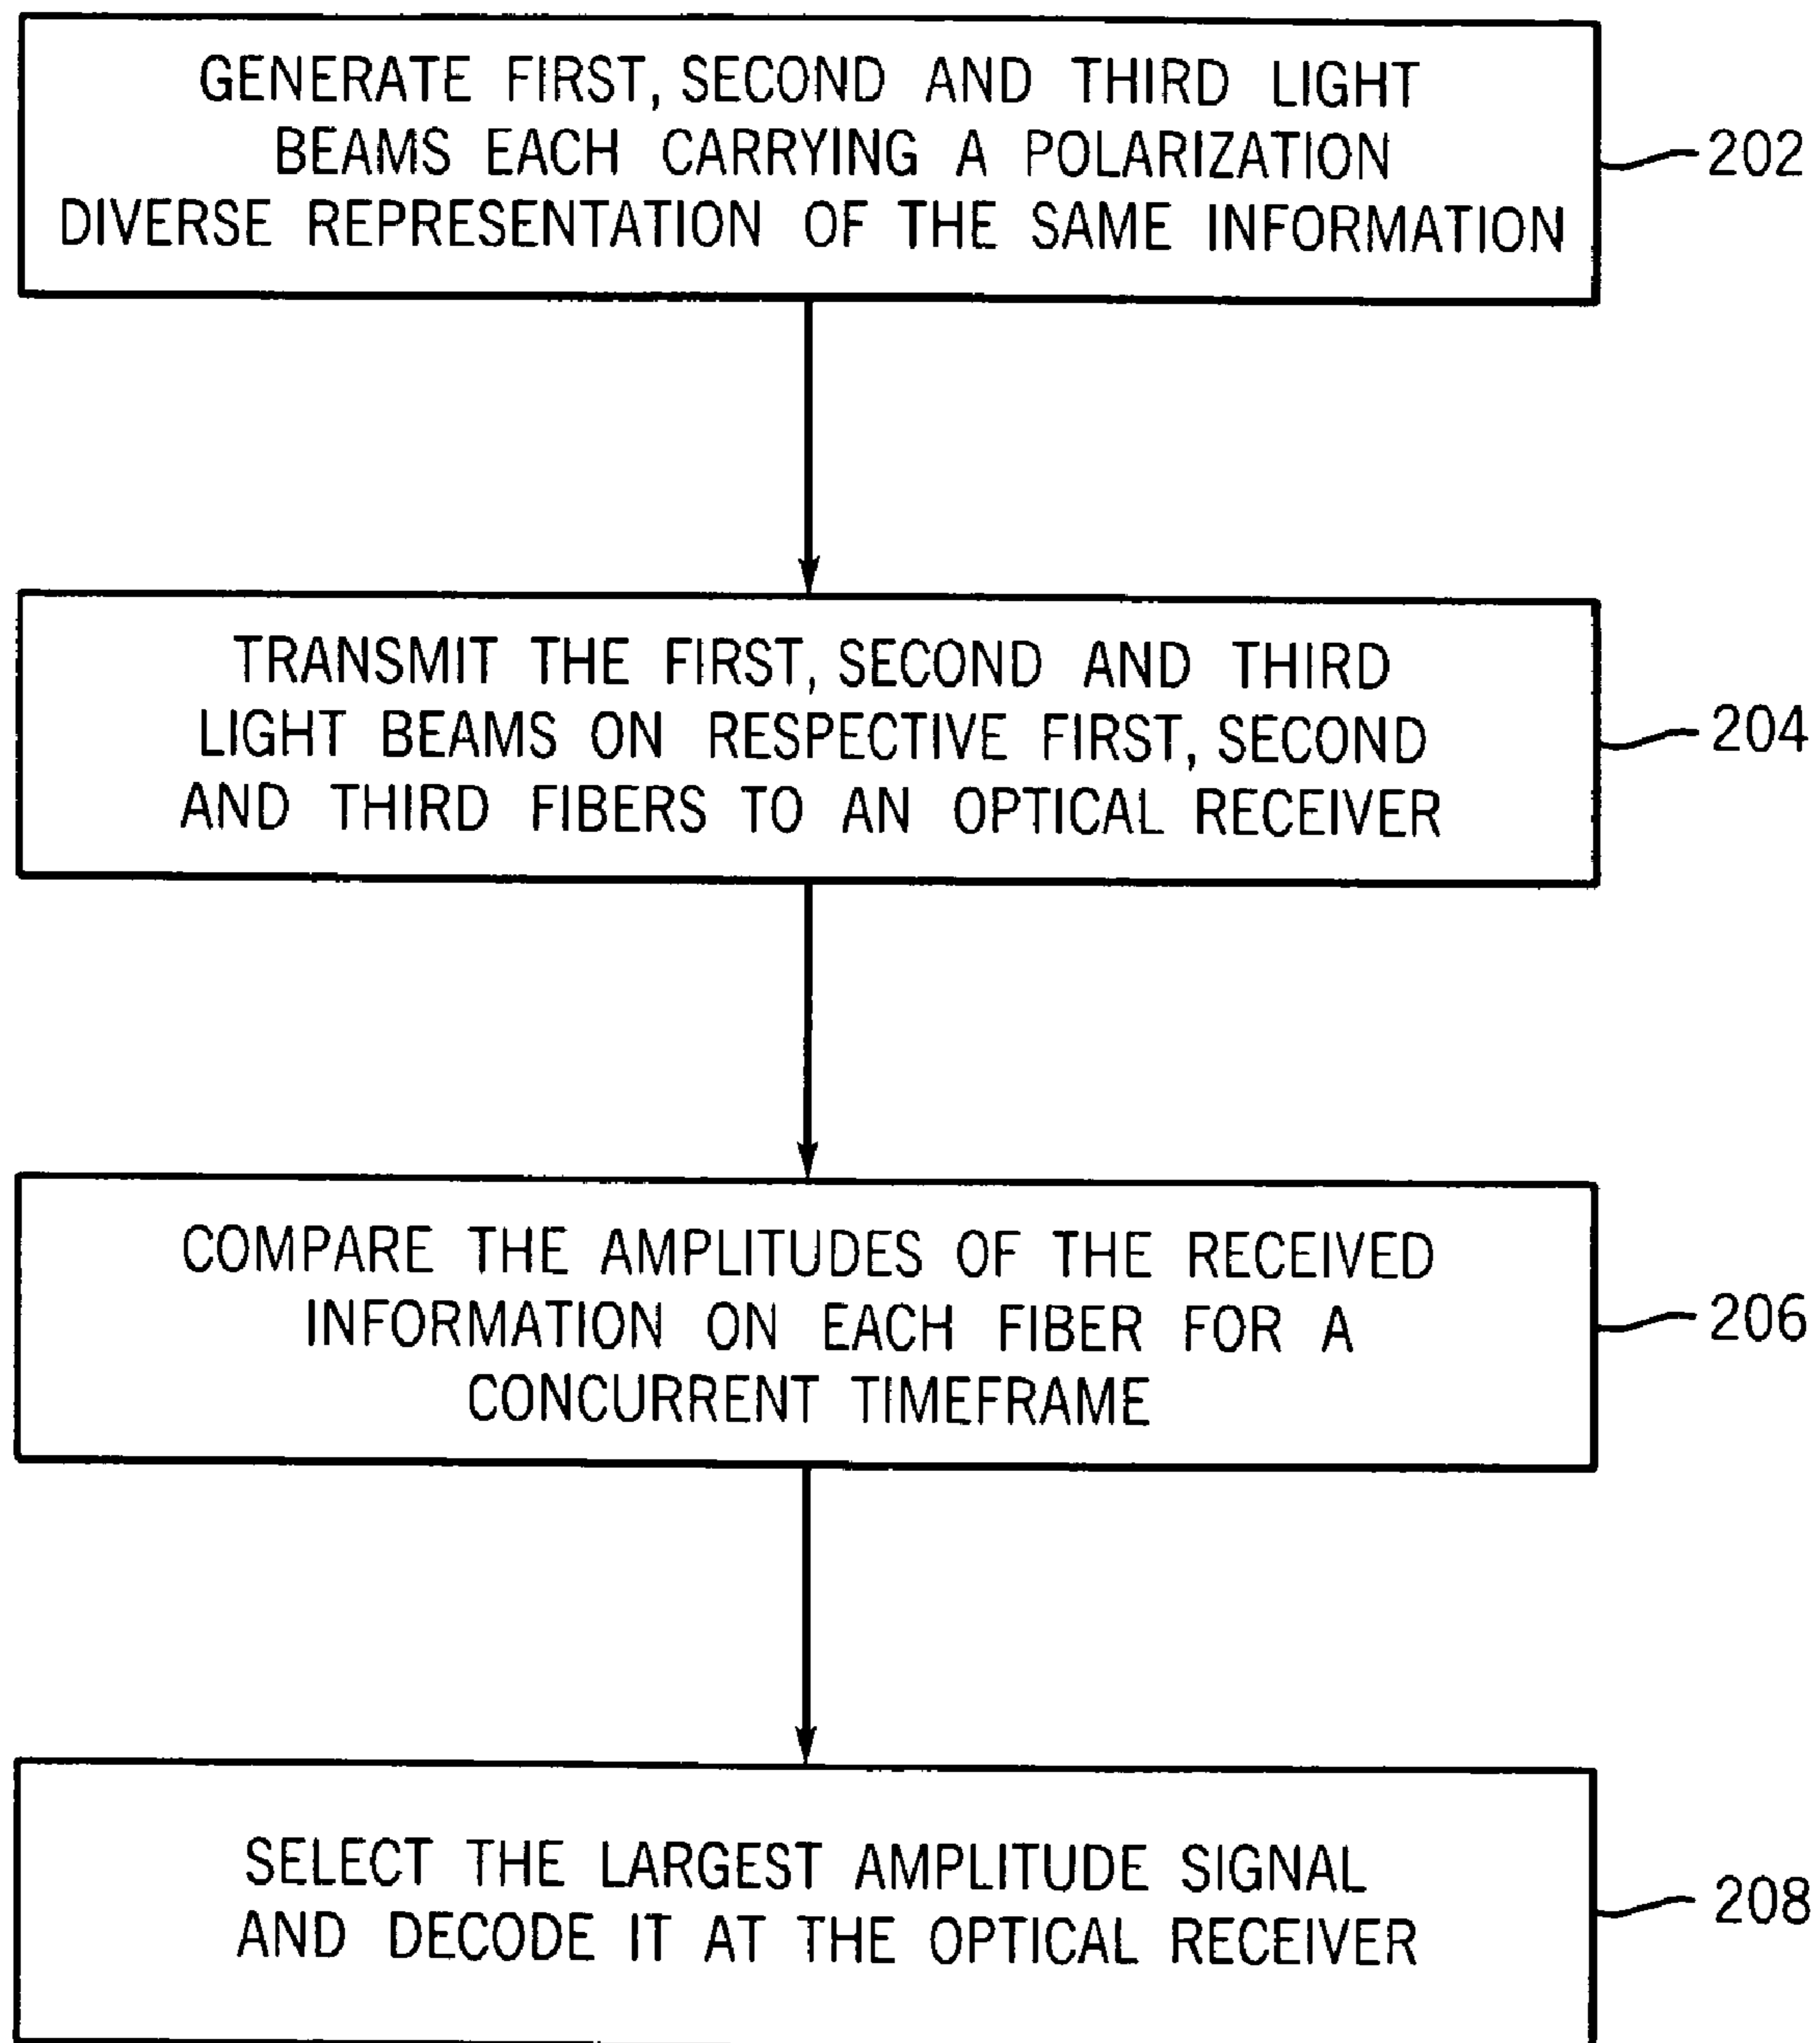 GENERATE FIRST, SECOND AND THIRD LIGHT
BEAMS EACH CARRYING A POLARIZATION
DIVERSE REPRESENTATION OF THE SAME INFORMATION
202
TRANSMIT THE FIRST, SECOND AND THIRD
LIGHT BEAMS ON RESPECTIVE FIRST, SECOND
AND THIRD FIBERS TO AN OPTICAL RECEIVER
204
COMPARE THE AMPLITUDES OF THE RECEIVED
INFORMATION ON EACH FIBER FOR A
CONCURRENT TIMEFRAME
206
SELECT THE LARGEST AMPLITUDE SIGNAL
AND DECODE IT AT THE OPTICAL RECEIVER
208